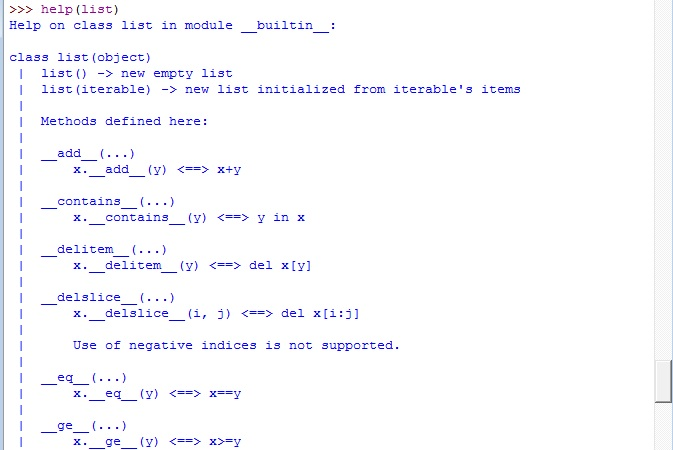 >>> help(list)
Help on class list in module __builtin__:

class list(object)
 |  list() -> new empty list
 |  list(iterable) -> new list initialized from iterable's items
 |
 |  Methods defined here:
 |
 |  __add__(...)
 |      x.__add__(y) <==> x+y
 |
 |  __contains__(...)
 |      x.__contains__(y) <==> y in x
 |
 |  __delitem__(...)
 |      x.__delitem__(y) <==> del x[y]
 |
 |  __delslice__(...)
 |      x.__delslice__(i, j) <==> del x[i:j]
 |
 |      Use of negative indices is not supported.
 |
 |  __eq__(...)
 |      x.__eq__(y) <==> x==y
 |
 |  __ge__(...)
 |      x.__ge__(y) <==> x>=y